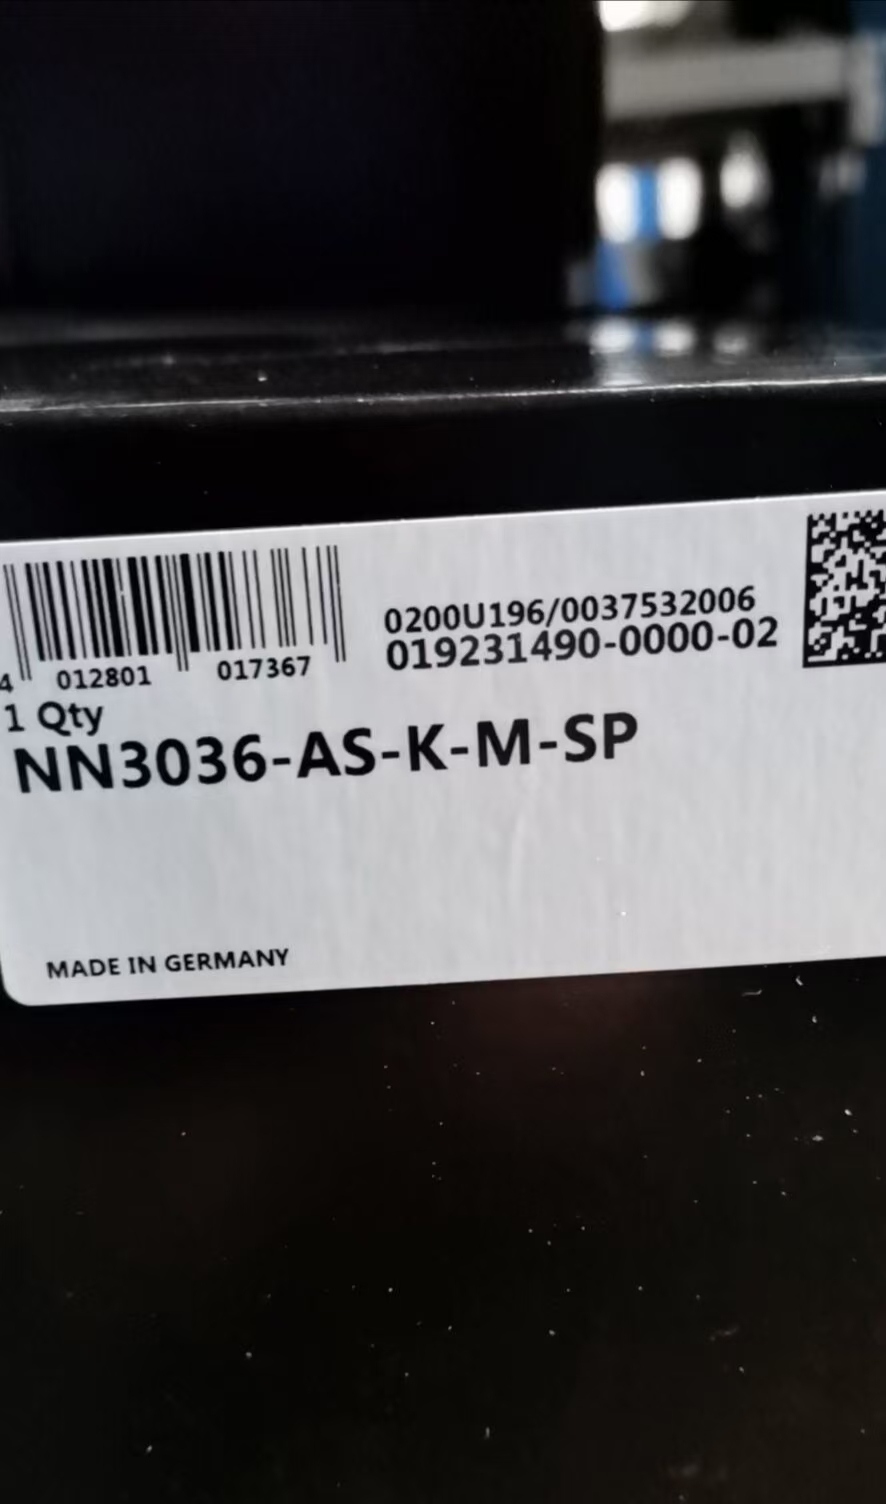 0200U196/0037532006
019231490-0000-02
4 012801 017367
1 Qty
NN3036-AS-K-M-SP
MADE IN GERMANY